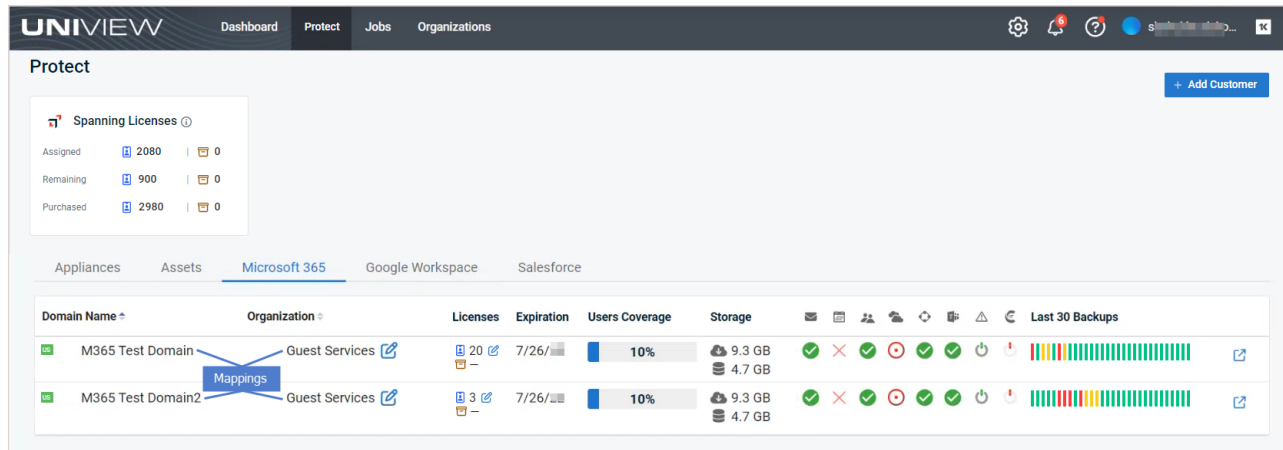 UNIVIEW Dashboard Protect Jobs Organizations 6
Protect
+ Add Customer
Spanning Licenses
Assigned 2080 | 0
Remaining 900 | 0
Purchased 2980 | 0
Appliances Assets Microsoft 365 Google Workspace Salesforce
Domain Name Organization Licenses Expiration Users Coverage Storage Last 30 Backups
US M365 Test Domain Guest Services 20 7/26/ 10% 9.3 GB
– 4.7 GB
Mappings
US M365 Test Domain2 Guest Services 3 7/26/ 10% 9.3 GB
– 4.7 GB